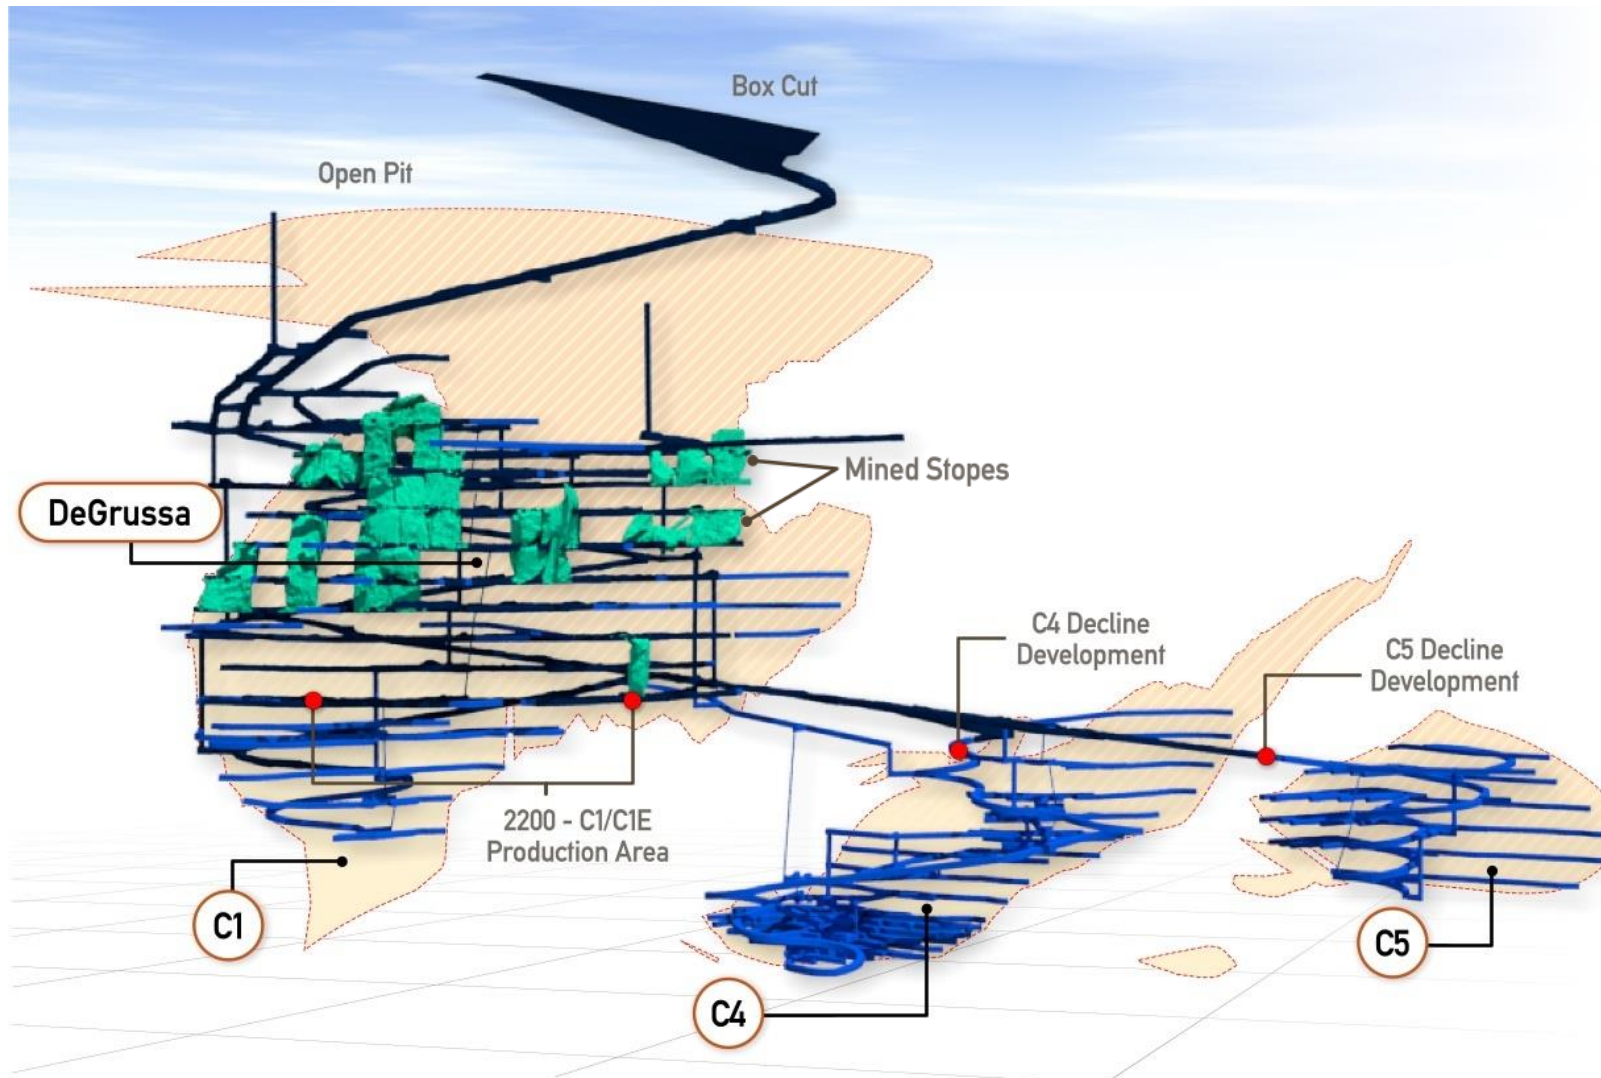 Box Cut
Open Pit
Mined Stopes
DeGrussa
C4 Decline
Development
C5 Decline
Development
2200 - C1/C1E
Production Area
C1
C5
C4